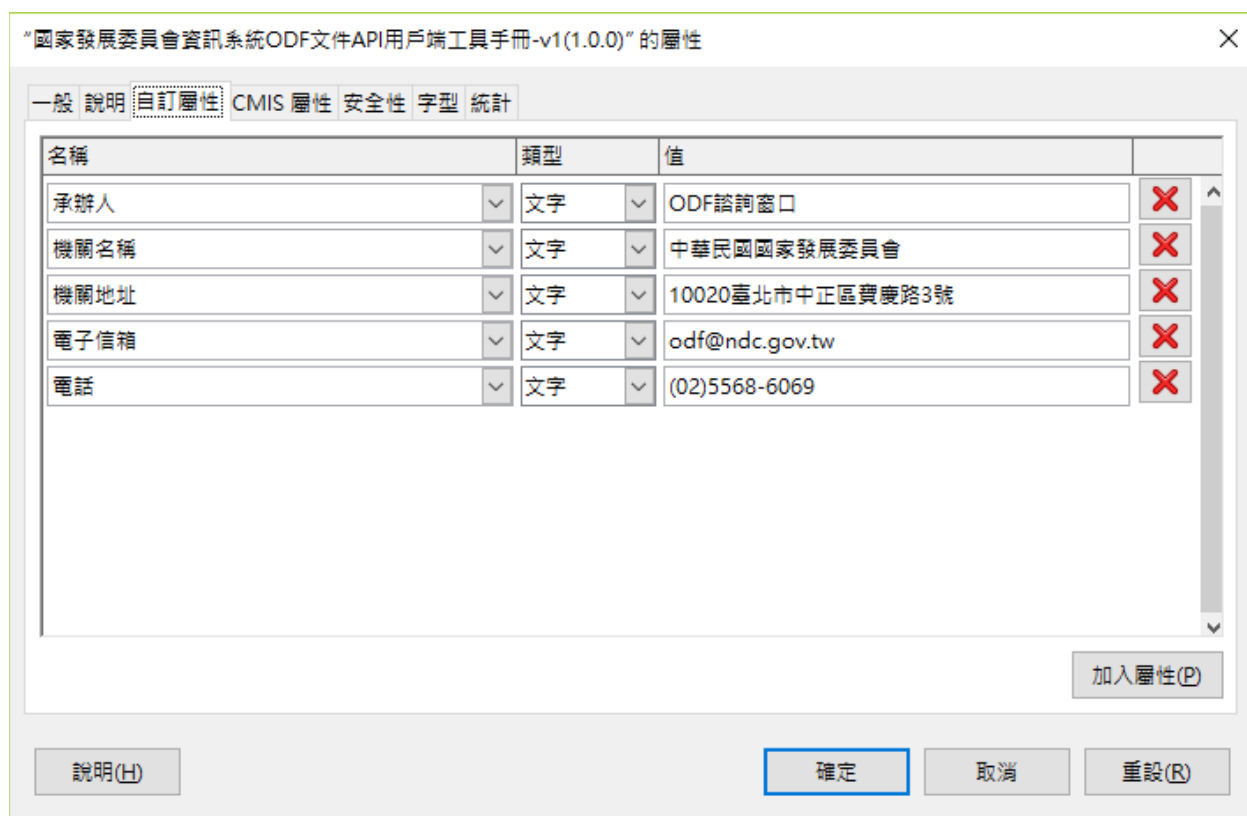 "國家發展委員會資訊系統ODF文件API用戶端工具手冊-v1(1.0.0)" 的屬性
一般 說明 自訂屬性 CMIS 屬性 安全性 字型 統計
名稱 類型 值
承辦人 文字 ODF諮詢窗口
機關名稱 文字 中華民國國家發展委員會
機關地址 文字 10020臺北市中正區寶慶路3號
電子信箱 文字 odf@ndc.gov.tw
電話 文字 (02)5568-6069
加入屬性(P)
說明(H) 確定 取消 重設(R)